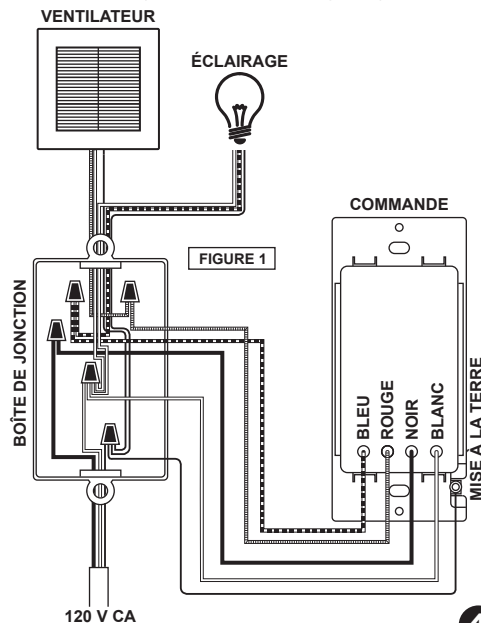 VENTILATEUR
ÉCLAIRAGE
COMMANDE
FIGURE 1
BOÎTE DE JONCTION
BLEU
ROUGE
NOIR
BLANC
MISE À LA TERRE
120 V CA